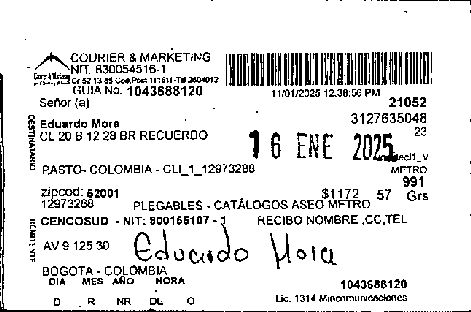 COURIER & MARKETING
NIT. 830054516-1
GUIA No. 1043688120
11/01/2025 12:38:56 PM
Señor (a)
21052
Eduardo Mora
3127635048
CL 20 B 12 29 BR RECUERDO
23
16 ENE 2025
PASTO- COLOMBIA - CLI_1_12973268
METRO
991
zipcod: 52001
$1172 57 Grs
12973268
PLEGABLES - CATÁLOGOS ASEO METRO
DESTINATARIO
CENCOSUD - NIT: 900155107 - 1
RECIBO NOMBRE ,CC,TEL
AV 9 125 30
Eduardo Mora
BOGOTA - COLOMBIA
DIA MES AÑO HORA
1043688120
D R NR DL O
Lic. 1314 Mincomunicaciones